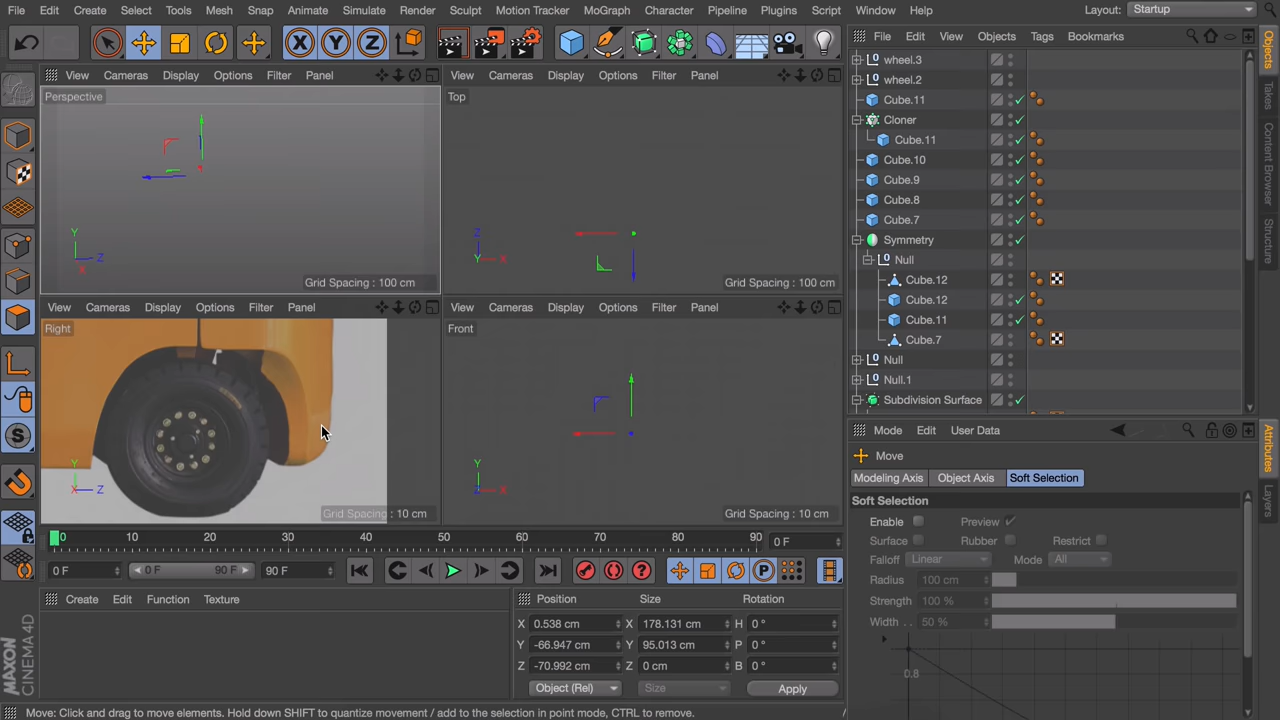 File Edit Create Select Tools Mesh Snap Animate Simulate Render Sculpt Motion Tracker MoGraph Character Pipeline Plugins Script Window Help Layout: Startup
X Y Z
File Edit View Objects Tags Bookmarks
View Cameras Display Options Filter Panel
Perspective
Y
Z
X
Grid Spacing : 100 cm
View Cameras Display Options Filter Panel
Top
Z
Y X
Grid Spacing : 100 cm
View Cameras Display Options Filter Panel
Right
Y
X Z
Grid Spacing : 10 cm
View Cameras Display Options Filter Panel
Front
Y
Z X
Grid Spacing : 10 cm
wheel.3
wheel.2
Cube.11
Cloner
Cube.11
Cube.10
Cube.9
Cube.8
Cube.7
Symmetry
Null
Cube.12
Cube.12
Cube.11
Cube.7
Null
Null.1
Subdivision Surface
Objects
Takes
Content Browser
Structure
Mode Edit User Data
Move
Modeling Axis Object Axis Soft Selection
Soft Selection
Enable Preview
Surface Rubber Restrict
Falloff Linear Mode All
Radius 100 cm
Strength 100 %
Width . . 50 %
0.8
Attributes
Layers
0 10 20 30 40 50 60 70 80 90 0 F
0 F 0 F 90 F 90 F
Create Edit Function Texture
Position Size Rotation
X 0.538 cm X 178.131 cm H 0 °
Y -66.947 cm Y 95.013 cm P 0 °
Z -70.992 cm Z 0 cm B 0 °
Object (Rel) Size Apply
MAXON
CINEMA 4D
Move: Click and drag to move elements. Hold down SHIFT to quantize movement / add to the selection in point mode, CTRL to remove.